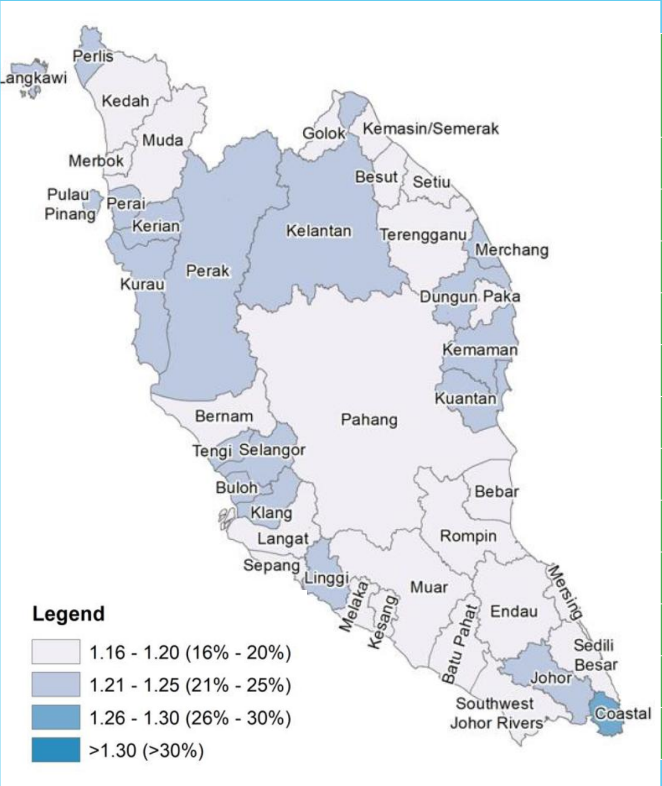 Perlis
Langkawi
Kedah
Muda
Golok
Kemasin/Semerak
Merbok
Besut
Setiu
Pulau
Pinang
Perai
Kerian
Kelantan
Terengganu
Merchang
Perak
Kurau
Dungun
Paka
Kemaman
Kuantan
Bernam
Pahang
Tengi
Selangor
Buloh
Bebar
Klang
Langat
Rompin
Sepang
Linggi
Muar
Mersing
Melaka
Kesang
Batu Pahat
Endau
Sedili
Besar
Johor
Southwest
Johor Rivers
Coastal
Legend
1.16 - 1.20 (16% - 20%)
1.21 - 1.25 (21% - 25%)
1.26 - 1.30 (26% - 30%)
>1.30 (>30%)